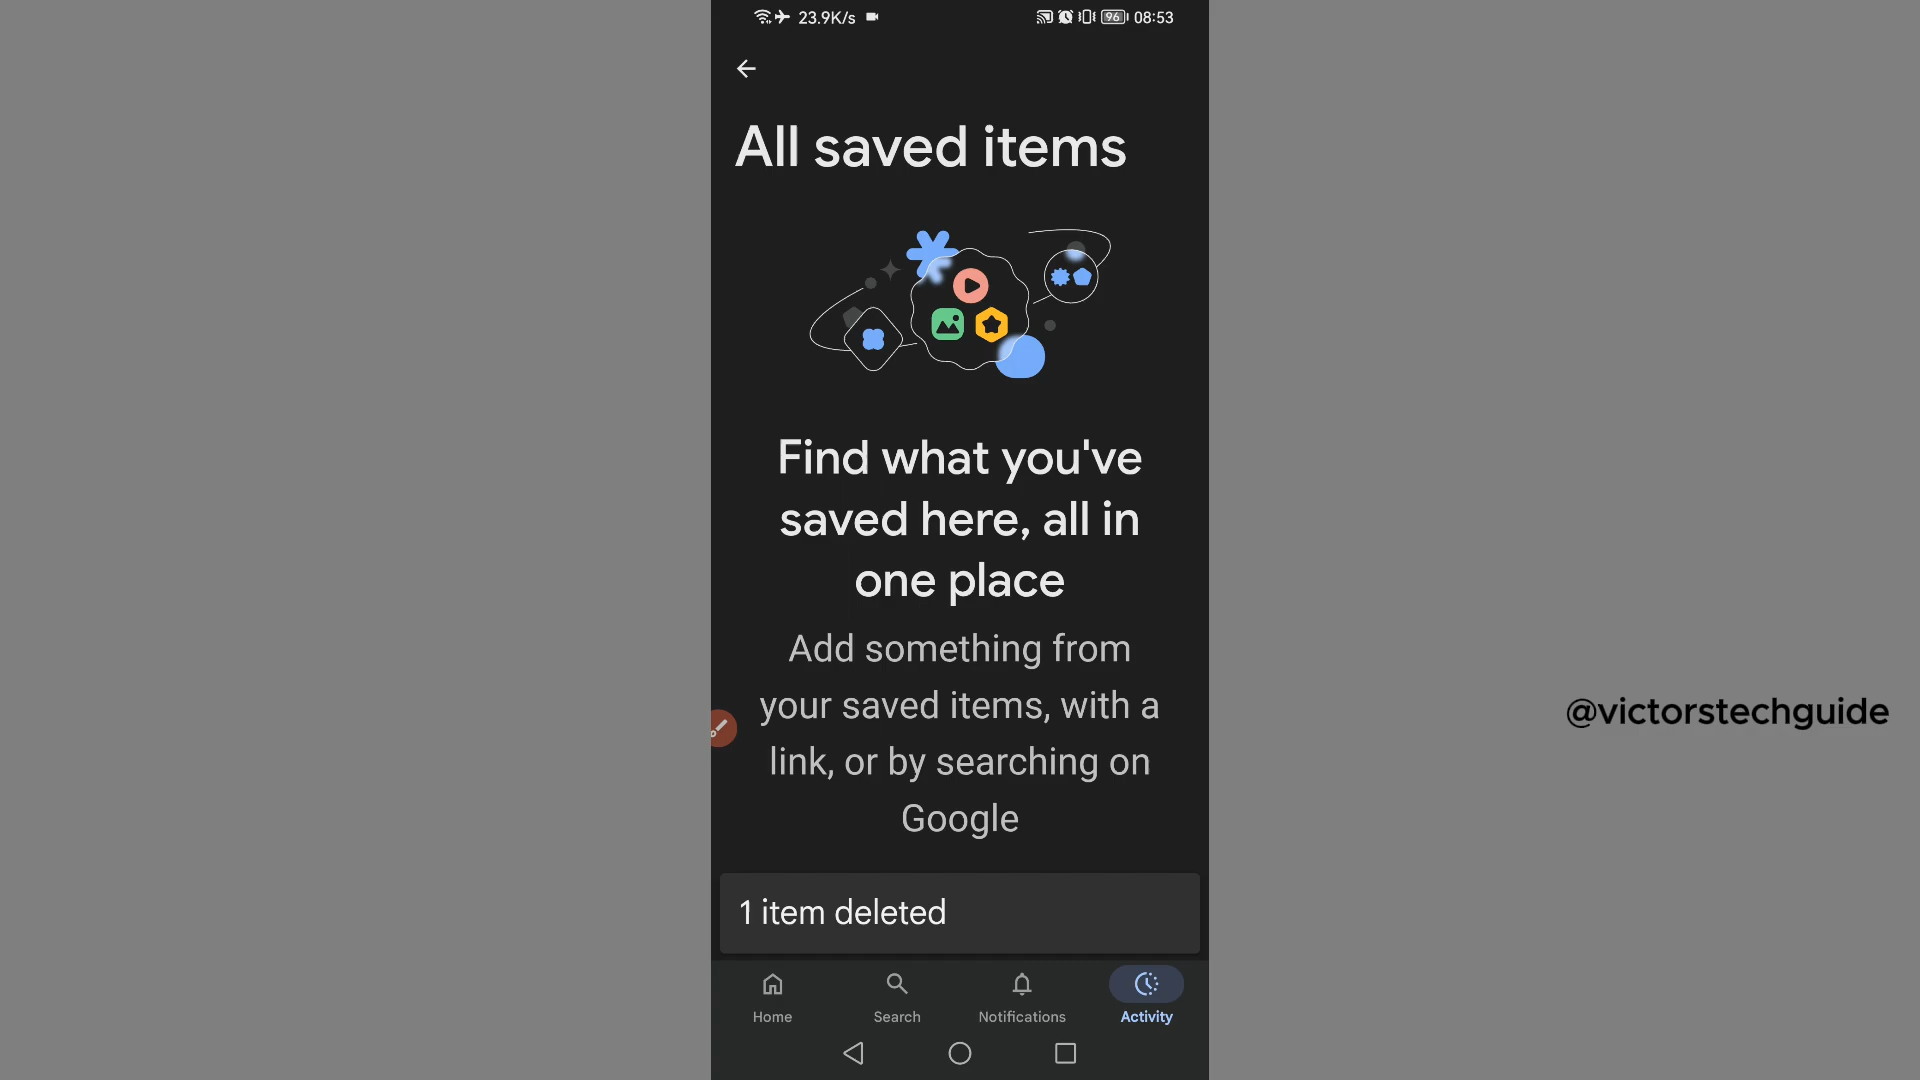 23.9K/s
96 08:53
All saved items
Find what you've
saved here, all in
one place
Add something from
your saved items, with a
link, or by searching on
Google
@victorstechguide
1 item deleted
Home Search Notifications Activity